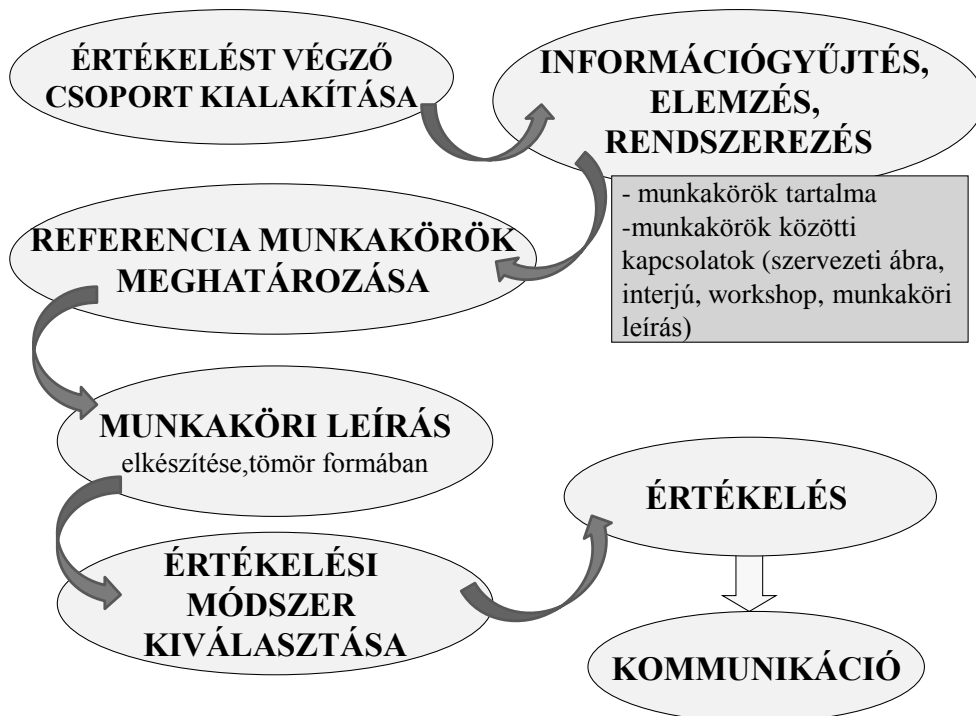 ÉRTÉKELÉST VÉGZŐ
CSOPORT KIALAKÍTÁSA
INFORMÁCIÓGYŰJTÉS,
ELEMZÉS,
RENDSZEREZÉS
- munkakörök tartalma
-munkakörök közötti
kapcsolatok (szervezeti ábra,
interjú, workshop, munkaköri
leírás)
REFERENCIA MUNKAKÖRÖK
MEGHATÁROZÁSA
MUNKAKÖRI LEÍRÁS
elkészítése,tömör formában
ÉRTÉKELÉSI
MÓDSZER
KIVÁLASZTÁSA
ÉRTÉKELÉS
KOMMUNIKÁCIÓ